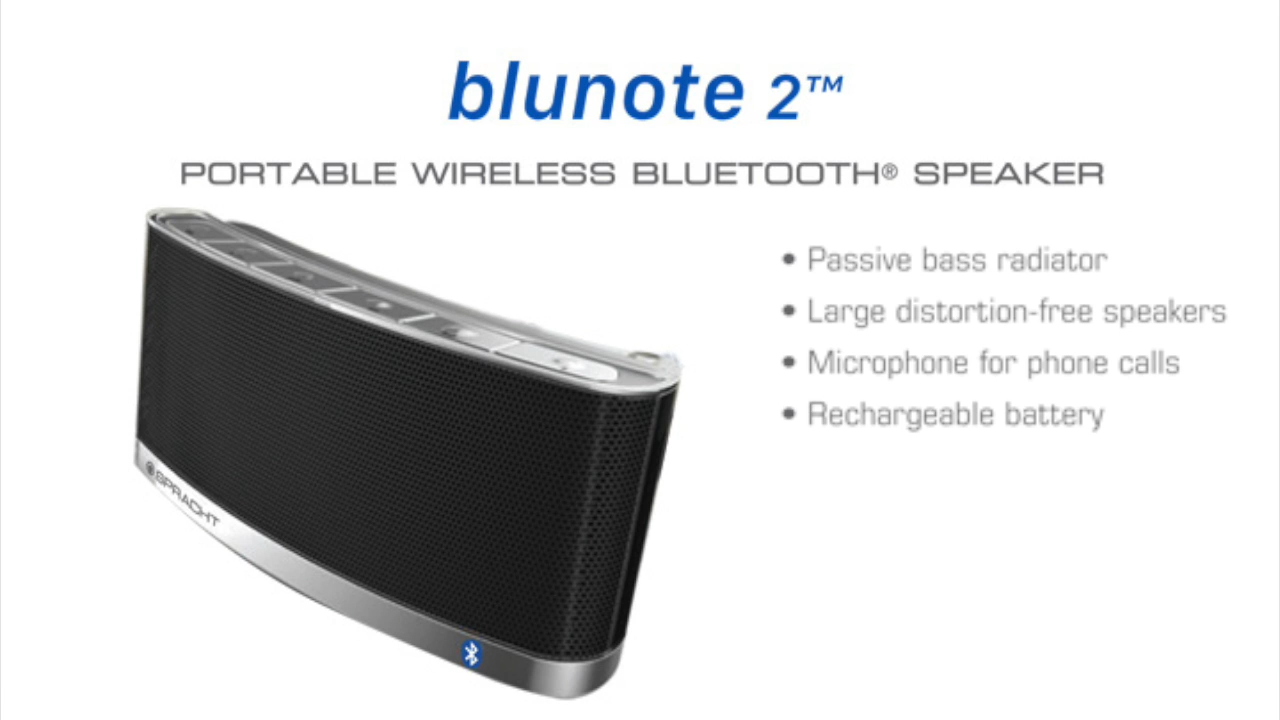 blunote 2™
PORTABLE WIRELESS BLUETOOTH® SPEAKER
• Passive bass radiator
• Large distortion-free speakers
• Microphone for phone calls
• Rechargeable battery
SPRACHT